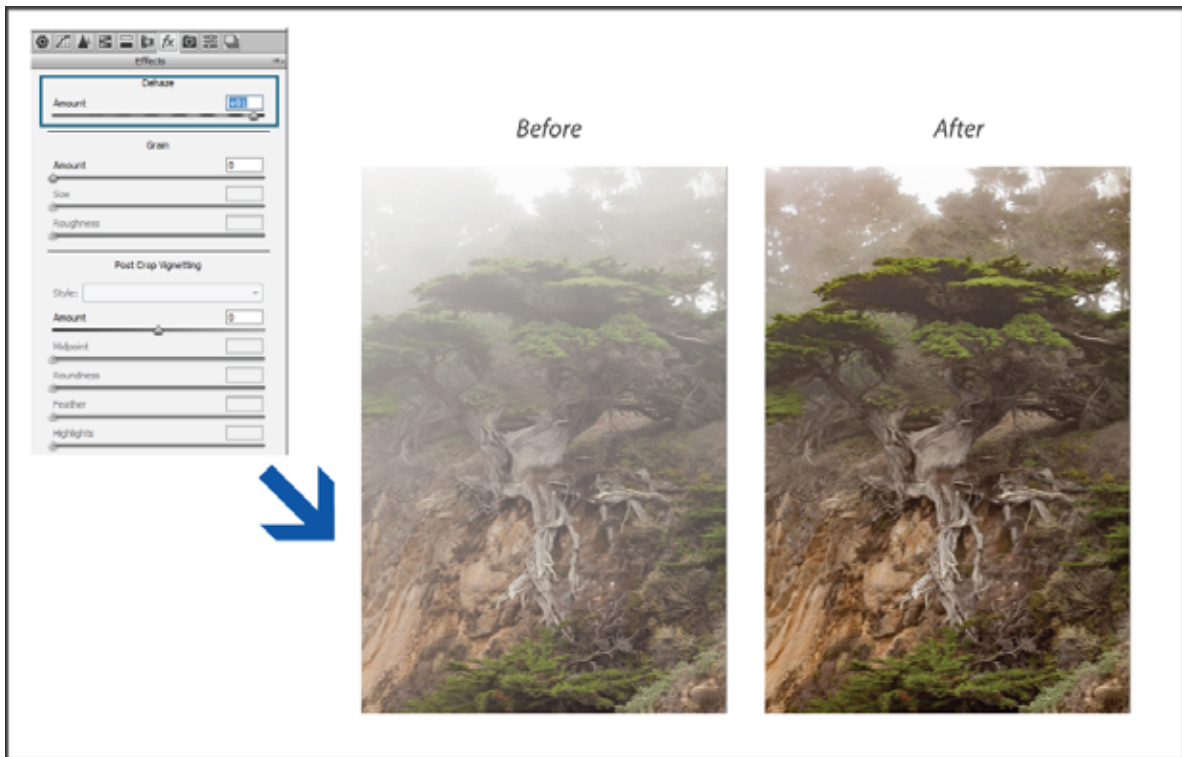 fx
Effects
Dehaze
Amount
Grain
Amount 0
Size
Roughness
Post Crop Vignetting
Style:
Amount 0
Midpoint
Roundness
Feather
Highlights
Before
After